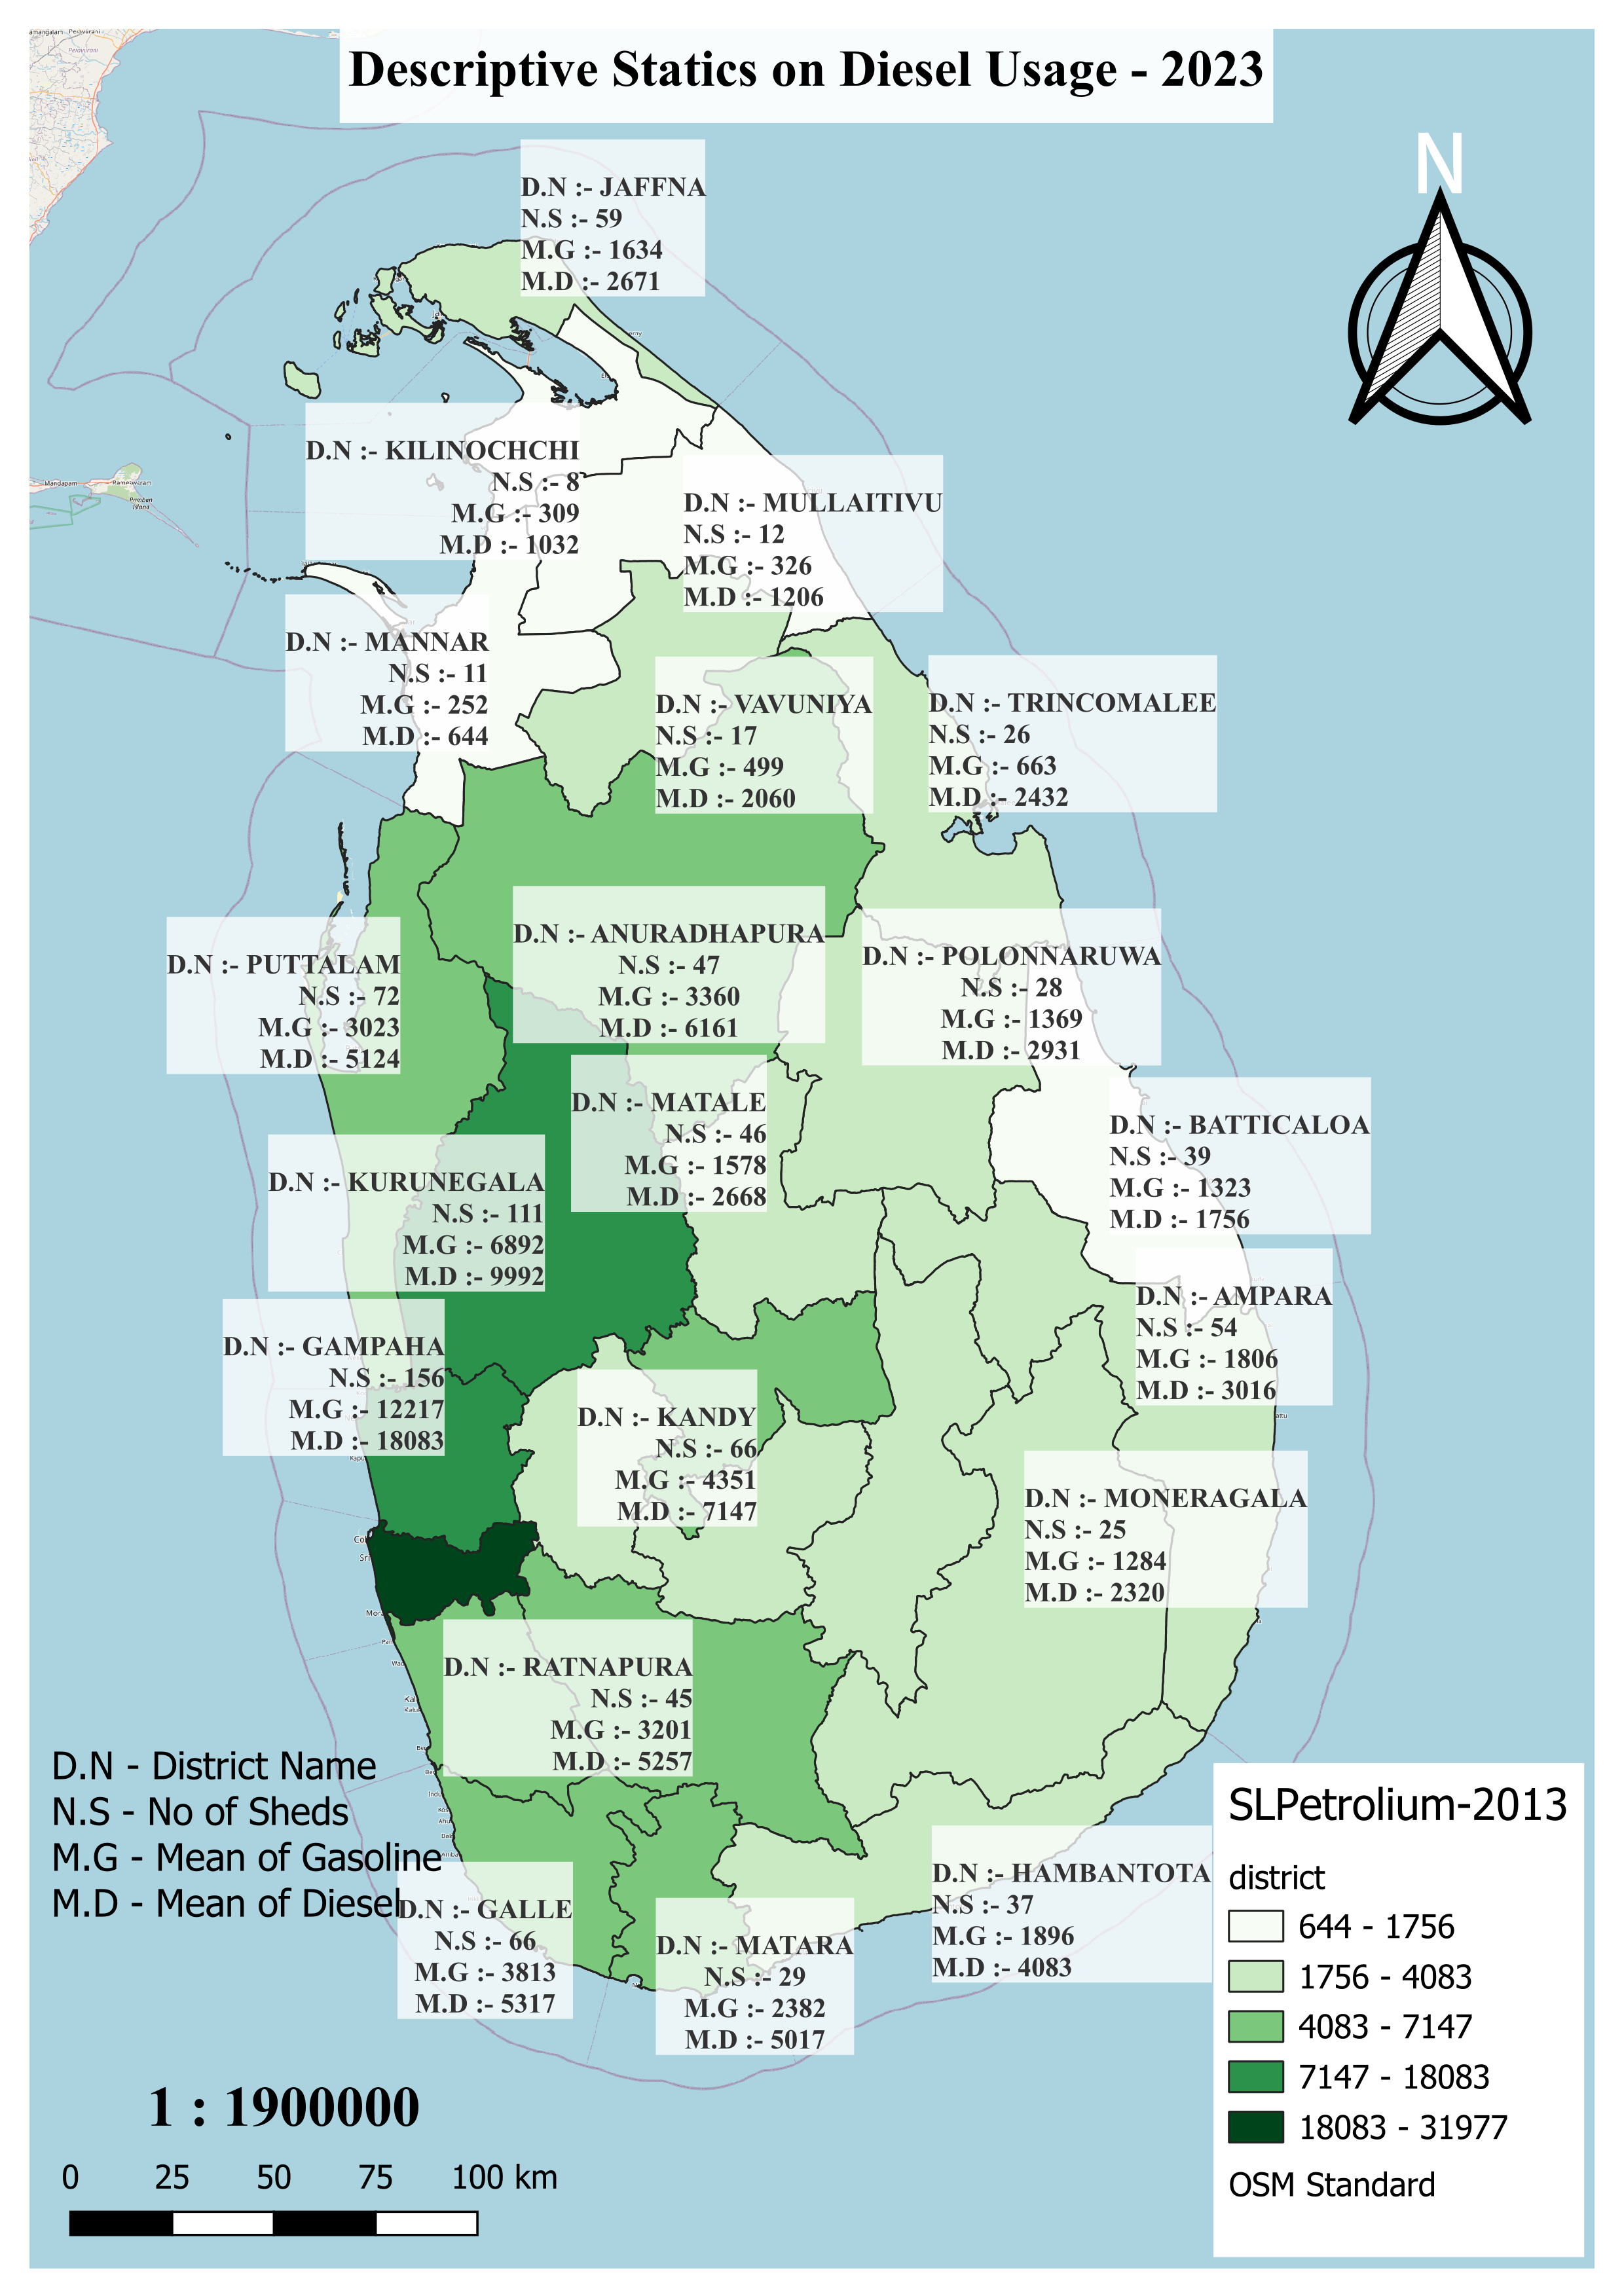 Descriptive Statics on Diesel Usage - 2023
Peravurani
Peravurani
N
D.N :- JAFFNA
N.S :- 59
M.G :- 1634
M.D :- 2671
D.N :- KILINOCHCHI
N.S :- 8
M.G :- 309
M.D :- 1032
Mandapam
Rameswaram
Pamban
Island
D.N :- MULLAITIVU
N.S :- 12
M.G :- 326
M.D :- 1206
D.N :- MANNAR
N.S :- 11
M.G :- 252
M.D :- 644
D.N :- VAVUNIYA
N.S :- 17
M.G :- 499
M.D :- 2060
D.N :- TRINCOMALEE
N.S :- 26
M.G :- 663
M.D :- 2432
D.N :- PUTTALAM
N.S :- 72
M.G :- 3023
M.D :- 5124
D.N :- ANURADHAPURA
N.S :- 47
M.G :- 3360
M.D :- 6161
D.N :- POLONNARUWA
N.S :- 28
M.G :- 1369
M.D :- 2931
D.N :- MATALE
N.S :- 46
M.G :- 1578
M.D :- 2668
D.N :- BATTICALOA
N.S :- 39
M.G :- 1323
M.D :- 1756
D.N :- KURUNEGALA
N.S :- 111
M.G :- 6892
M.D :- 9992
D.N :- AMPARA
N.S :- 54
M.G :- 1806
M.D :- 3016
D.N :- GAMPAHA
N.S :- 156
M.G :- 12217
M.D :- 18083
D.N :- KANDY
N.S :- 66
M.G :- 4351
M.D :- 7147
D.N :- MONERAGALA
N.S :- 25
M.G :- 1284
M.D :- 2320
D.N :- RATNAPURA
N.S :- 45
M.G :- 3201
M.D :- 5257
D.N - District Name
N.S - No of Sheds
M.G - Mean of Gasoline
M.D - Mean of Diesel
D.N :- GALLE
N.S :- 66
M.G :- 3813
M.D :- 5317
D.N :- MATARA
N.S :- 29
M.G :- 2382
M.D :- 5017
D.N :- HAMBANTOTA
N.S :- 37
M.G :- 1896
M.D :- 4083
SLPetrolium-2013
district
644 - 1756
1756 - 4083
4083 - 7147
7147 - 18083
18083 - 31977
OSM Standard
1 : 1900000
0 25 50 75 100 km